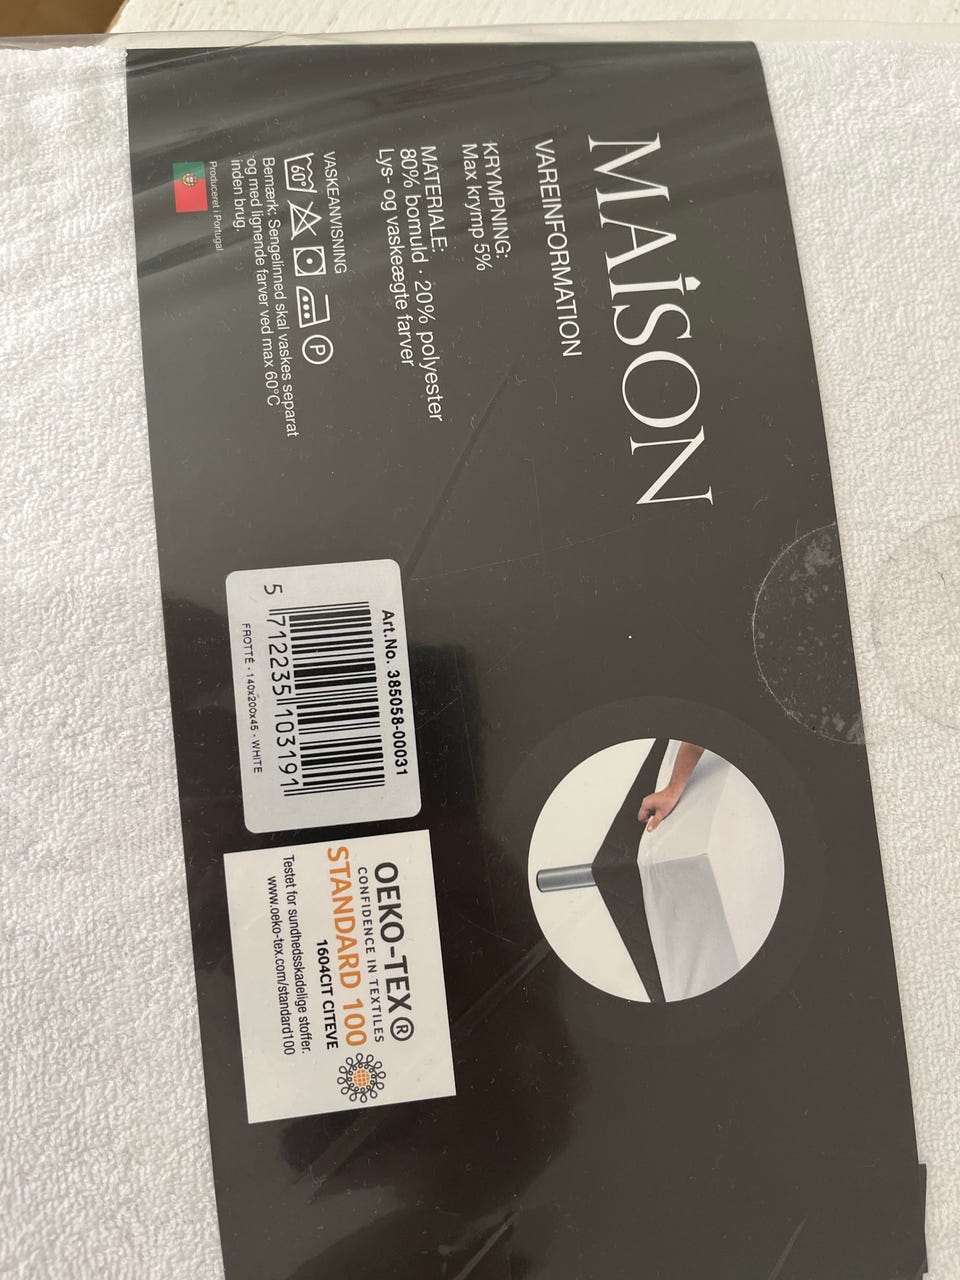 MAISON
VAREINFORMATION
KRYMPNING:
Max krymp 5%
MATERIALE:
80% bomuld · 20% polyester
Lys- og vaskeægte farver
VASKEANVISNING
60°
P
Bemærk: Sengelinned skal vaskes separat
og med lignende farver ved max 60°C
inden brug.
Produceret i Portugal
Art.No. 385058-00031
5 712235 103191
FROTTÉ - 140x200x45 - WHITE
OEKO-TEX®
CONFIDENCE IN TEXTILES
STANDARD 100
1604CIT CITEVE
Testet for sundhedsskadelige stoffer.
www.oeko-tex.com/standard100